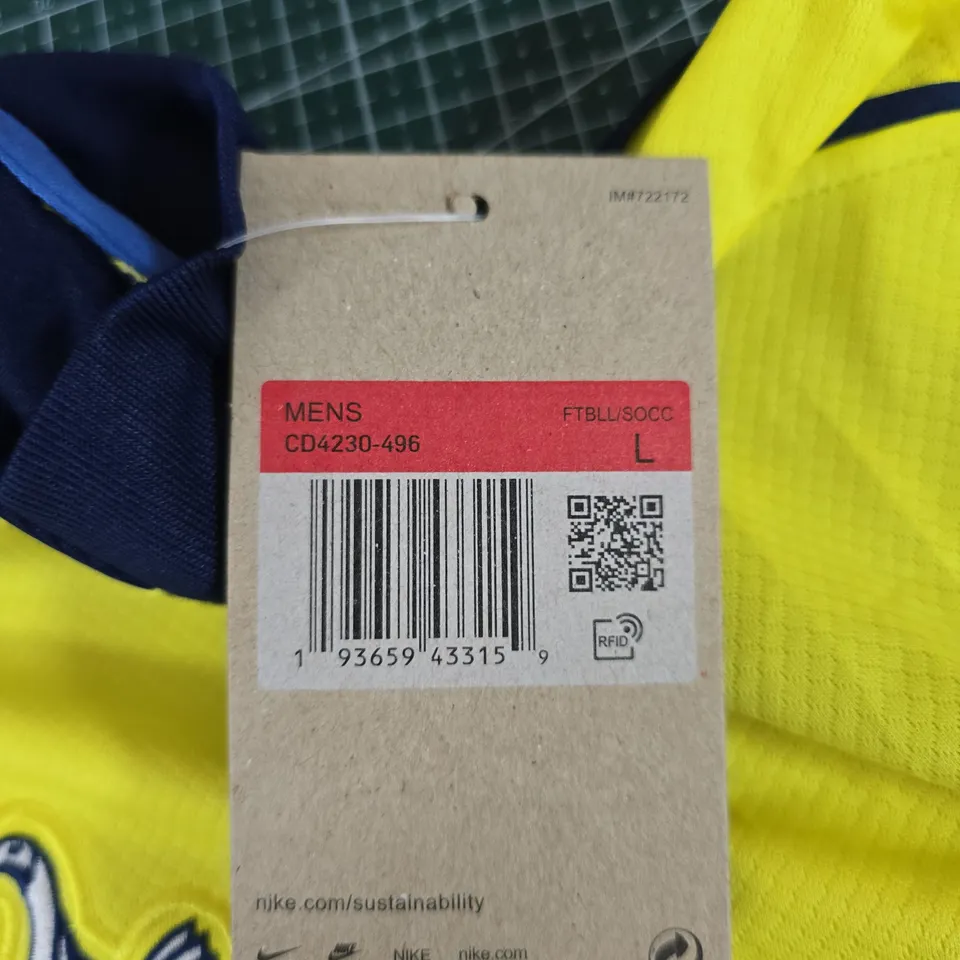 IM#722172
MENS FTBLL/SOCC
CD4230-496 L
1 93659 43315 9
RFID
nike.com/sustainability
NIKE nike.com